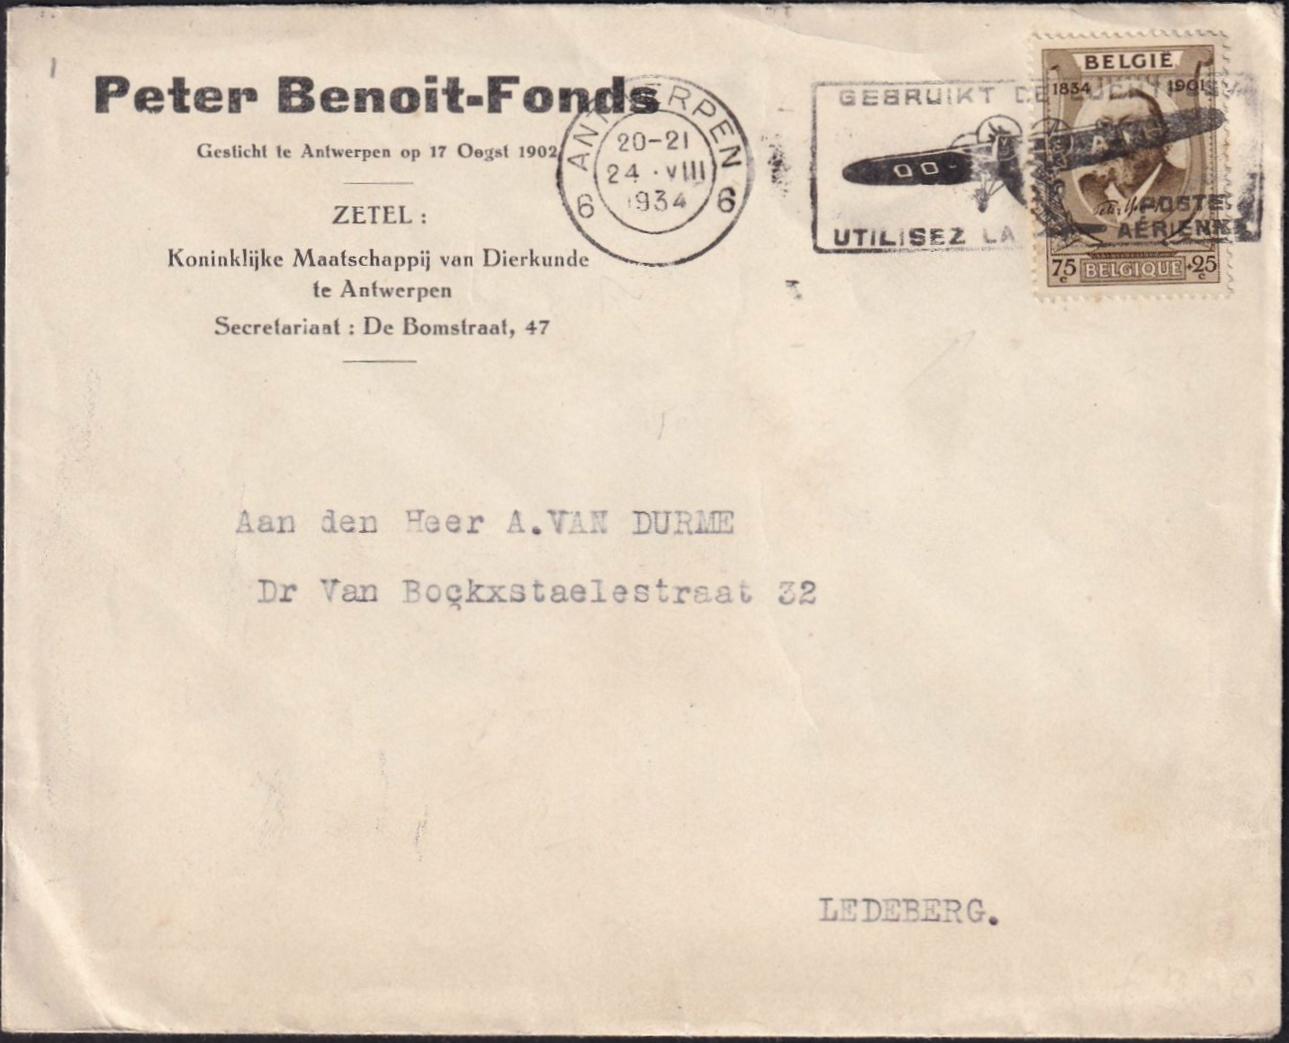 Peter Benoit-Fonds
Gesticht te Antwerpen op 17 Oogst 1902
ZETEL :
Koninklijke Maatschappij van Dierkunde
te Antwerpen
Secretariaat : De Bomstraat, 47
ANTWERPEN
20-21
24 · VIII
1934
6 6
GEBRUIKT DE
UTILISEZ LA POSTE
AÉRIENNE
BELGIË
1834 1901
75c BELGIQUE +25c
Aan den Heer A.VAN DURME
Dr Van Bockxstaelestraat 32
LEDEBERG.